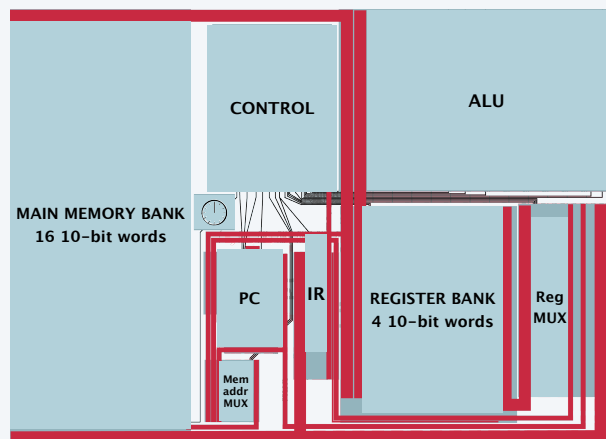 CONTROL
ALU
MAIN MEMORY BANK
16 10-bit words
PC
IR
REGISTER BANK
4 10-bit words
Reg
MUX
Mem
addr
MUX